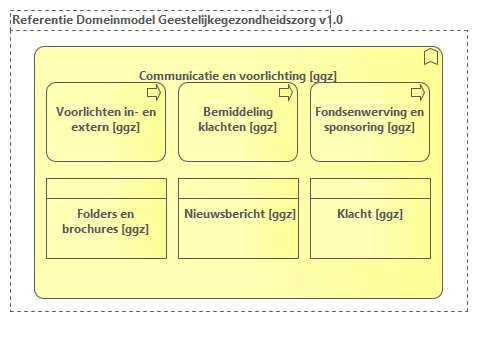 Referentie Domeinmodel Geestelijkegezondheidszorg v1.0
Communicatie en voorlichting [ggz]
Voorlichten in- en
extern [ggz]
Bemiddeling
klachten [ggz]
Fondsenwerving en
sponsoring [ggz]
Folders en
brochures [ggz]
Nieuwsbericht [ggz]
Klacht [ggz]